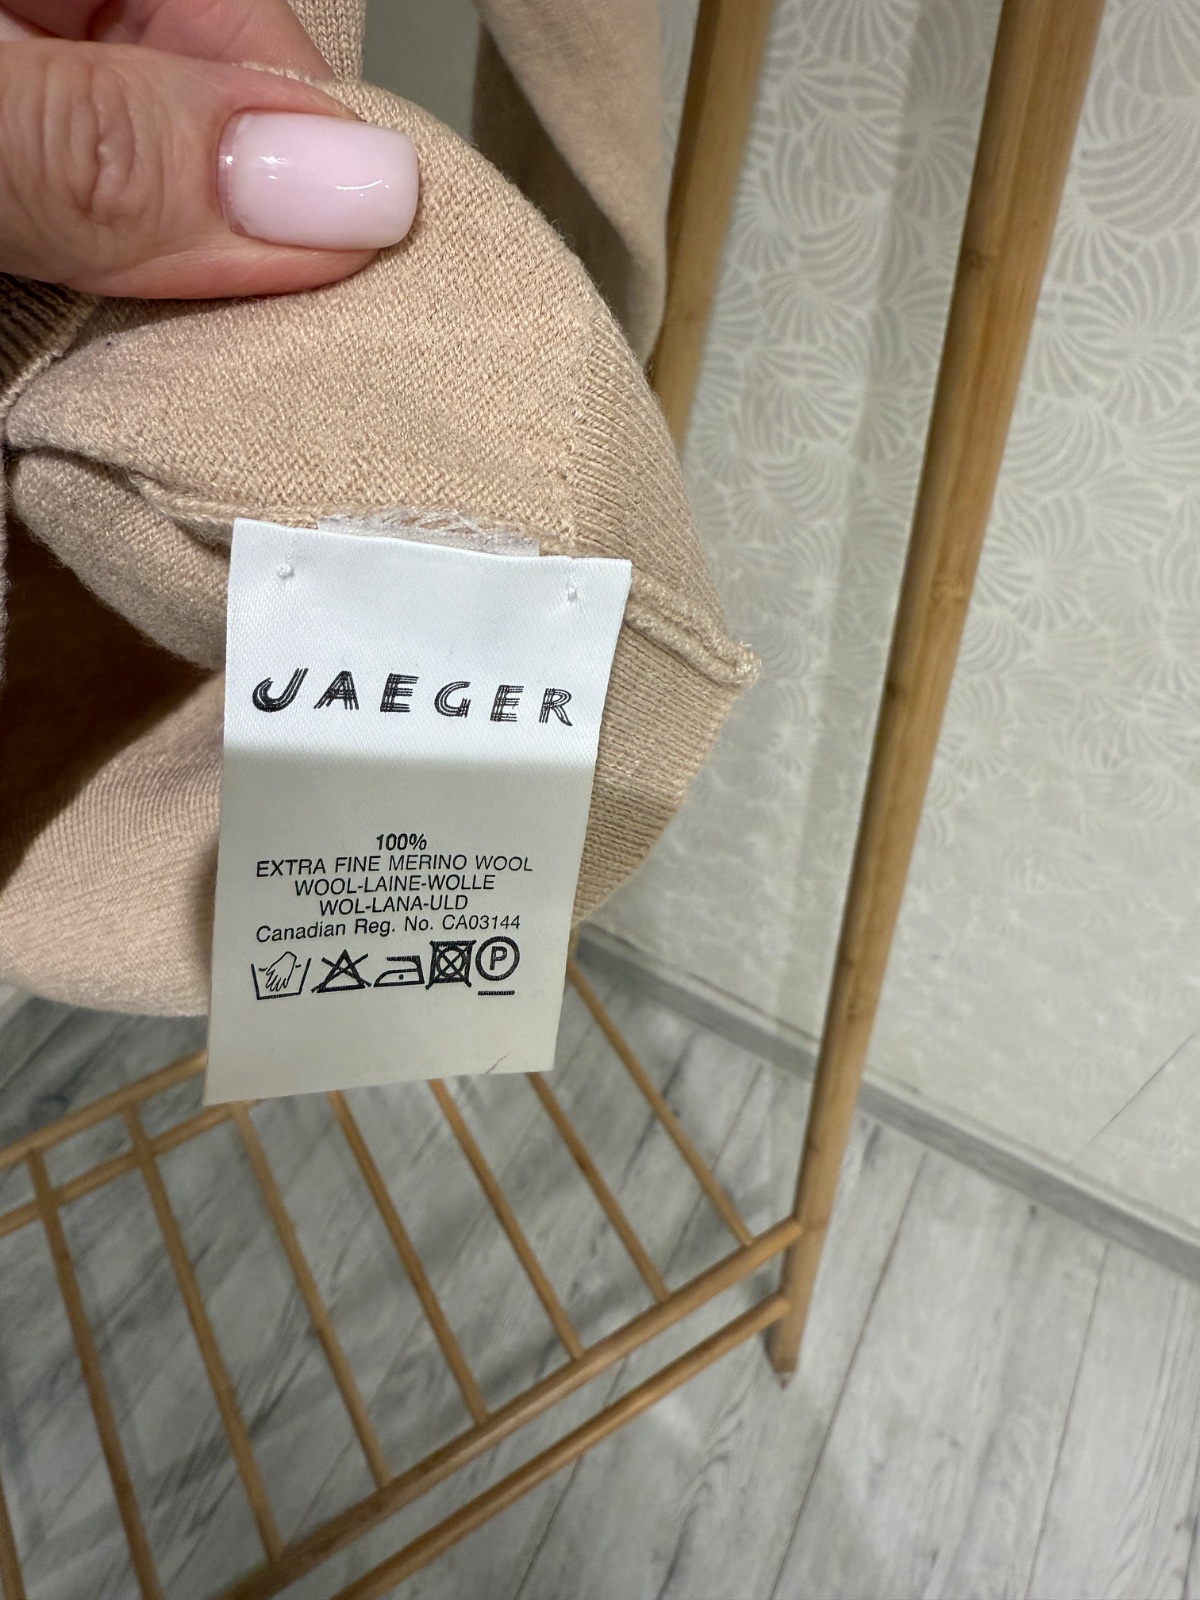 JAEGER
100%
EXTRA FINE MERINO WOOL
WOOL-LAINE-WOLLE
WOL-LANA-ULD
Canadian Reg. No. CA03144
P